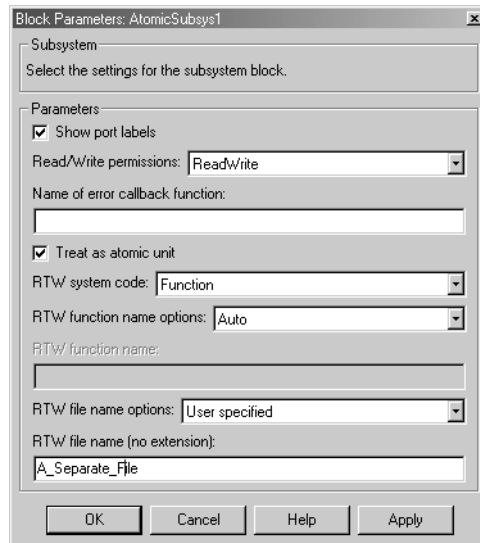 Block Parameters: AtomicSubsys1
Subsystem
Select the settings for the subsystem block.
Parameters
Show port labels
Read/Write permissions: ReadWrite
Name of error callback function:
Treat as atomic unit
RTW system code: Function
RTW function name options: Auto
RTW function name:
RTW file name options: User specified
RTW file name (no extension):
A_Separate_File
OK Cancel Help Apply